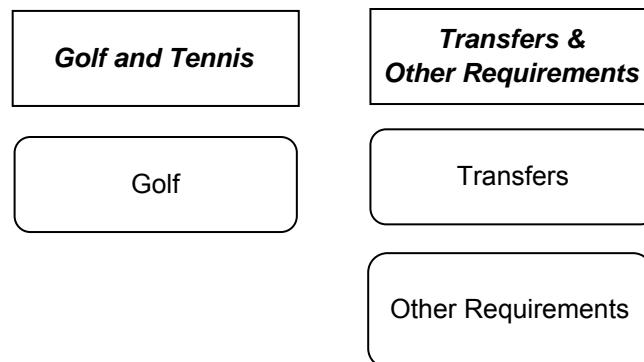 Golf and Tennis
Golf
Transfers &
Other Requirements
Transfers
Other Requirements